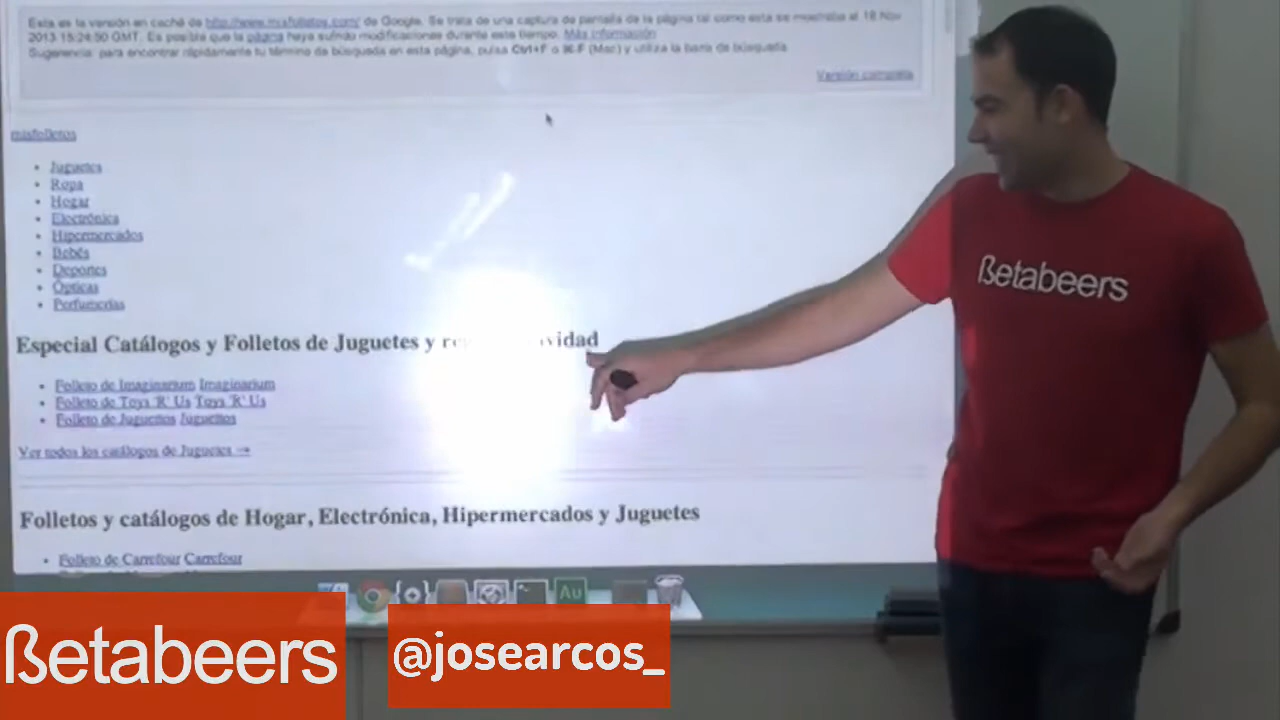 Esta es la versión en caché de http://www.misfolletos.com/ de Google. Se trata de una captura de pantalla de la página tal como esta se mostraba al 18 Nov
2013 15:24:50 GMT. Es posible que la página haya sufrido modificaciones durante este tiempo. Más información
Sugerencia: para encontrar rápidamente tu término de búsqueda en esta página, pulsa Ctrl+F o ⌘-F (Mac) y utiliza la barra de búsqueda.
Versión completa
misfolletos
• Juguetes
• Ropa
• Hogar
• Electrónica
• Hipermercados
• Bebés
• Deportes
• Ópticas
• Perfumerías
Especial Catálogos y Folletos de Juguetes y re vidad
• Folleto de Imaginarium Imaginarium
• Folleto de Toys 'R' Us Toys 'R' Us
• Folleto de Juguettos Juguettos
Ver todos los catálogos de Juguetes →
Folletos y catálogos de Hogar, Electrónica, Hipermercados y Juguetes
• Folleto de Carrefour Carrefour
Au
ßetabeers
ßetabeers
@josearcos_